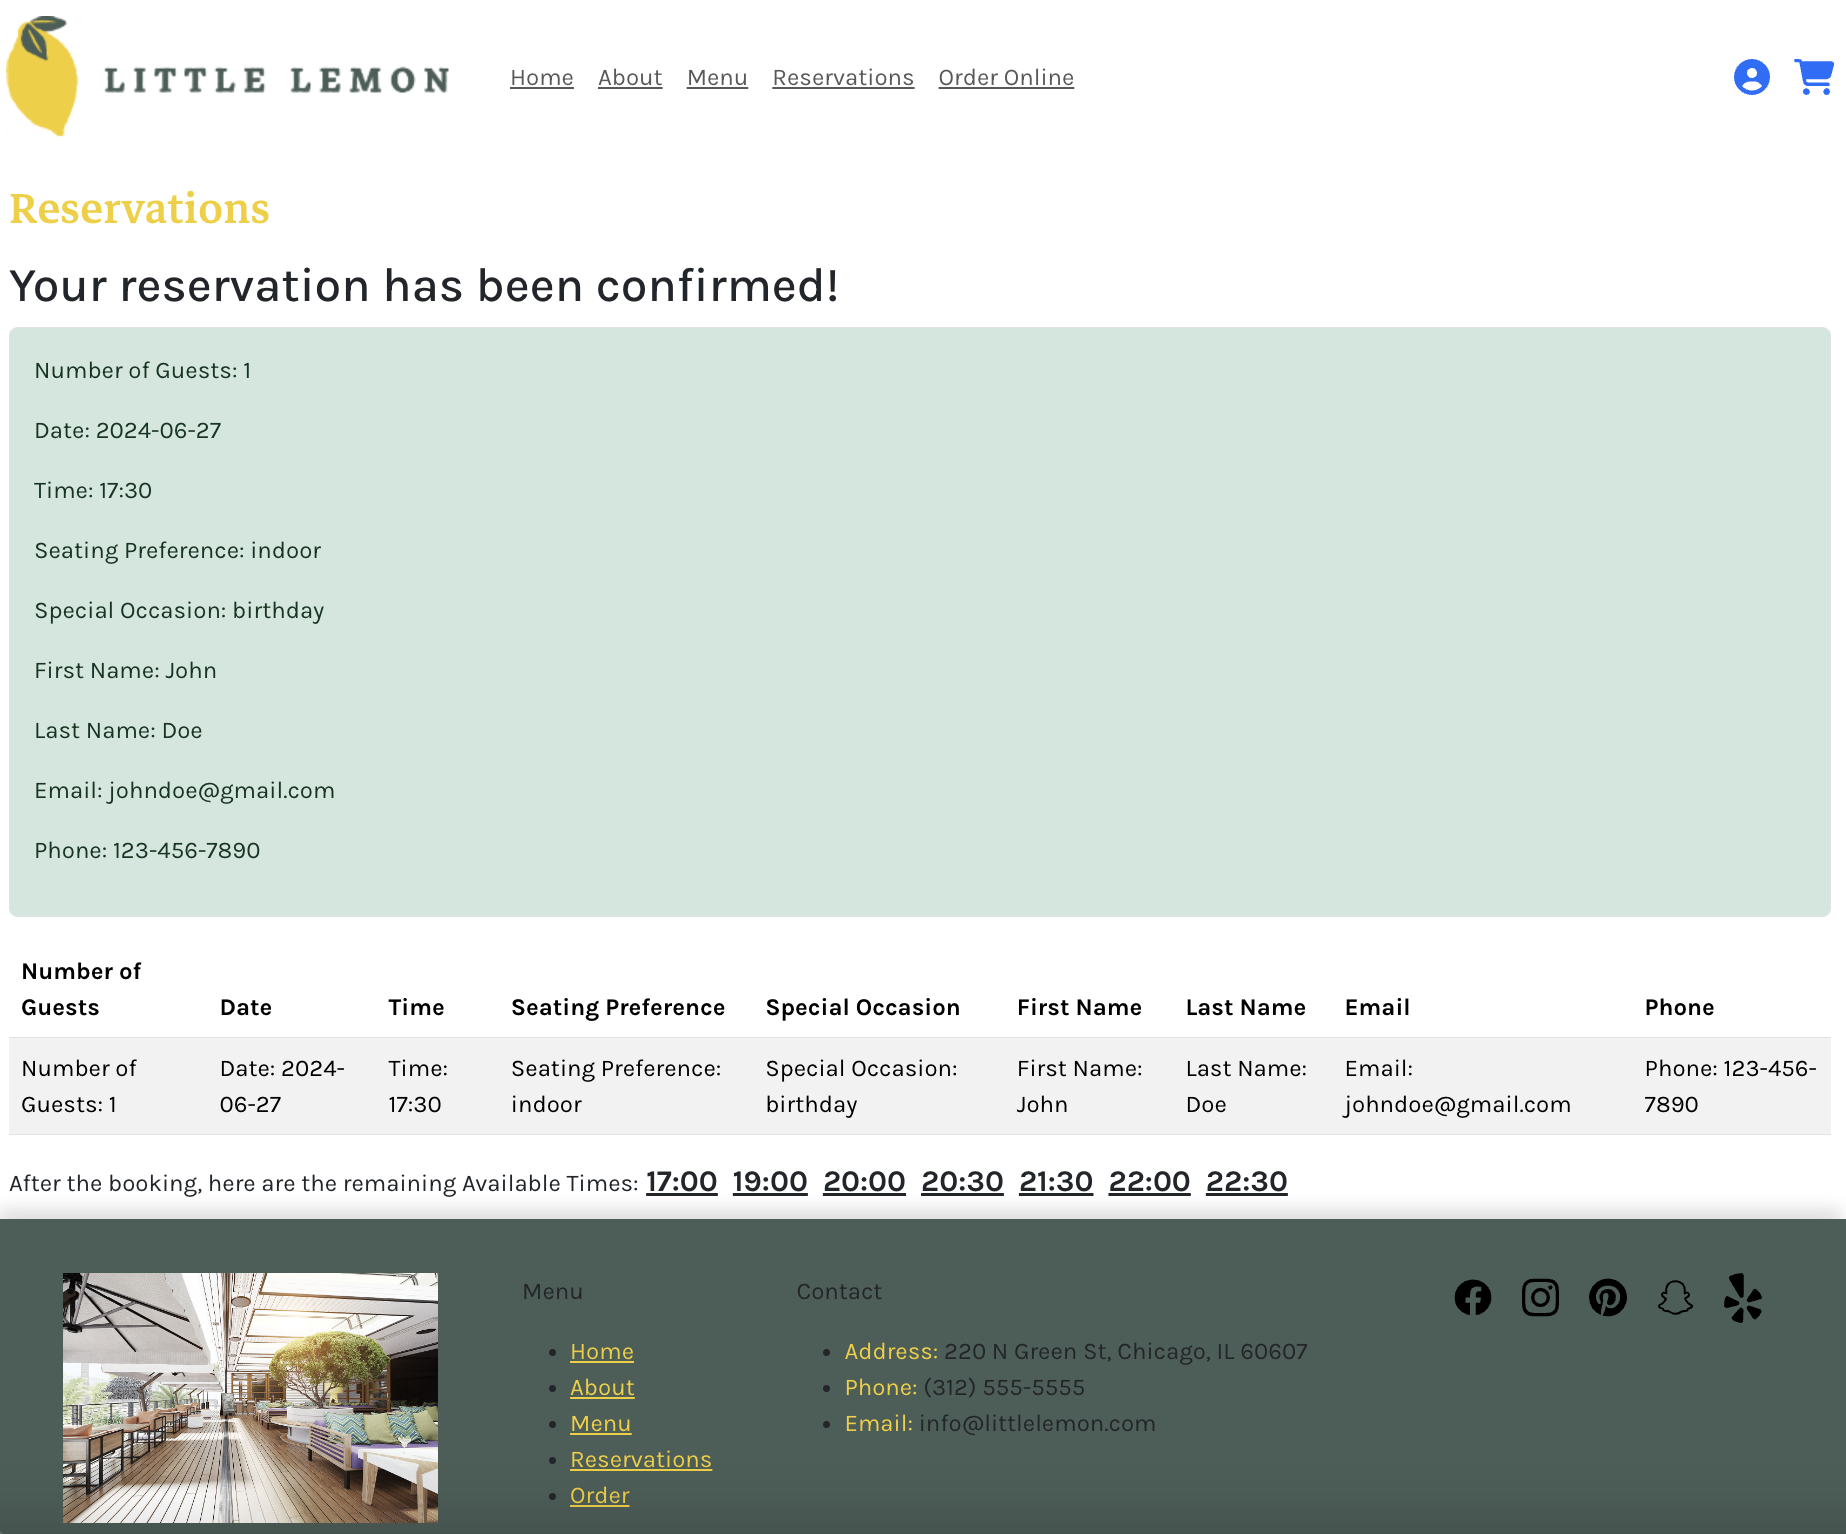 LITTLE LEMON
Home About Menu Reservations Order Online
Reservations
Your reservation has been confirmed!
Number of Guests: 1
Date: 2024-06-27
Time: 17:30
Seating Preference: indoor
Special Occasion: birthday
First Name: John
Last Name: Doe
Email: johndoe@gmail.com
Phone: 123-456-7890
Number of
Guests Date Time Seating Preference Special Occasion First Name Last Name Email Phone
Number of Date: 2024- Time: Seating Preference: Special Occasion: First Name: Last Name: Email: Phone: 123-456-
Guests: 1 06-27 17:30 indoor birthday John Doe johndoe@gmail.com 7890
After the booking, here are the remaining Available Times: 17:00 19:00 20:00 20:30 21:30 22:00 22:30
Menu
Home
About
Menu
Reservations
Order
Contact
Address: 220 N Green St, Chicago, IL 60607
Phone: (312) 555-5555
Email: info@littlelemon.com